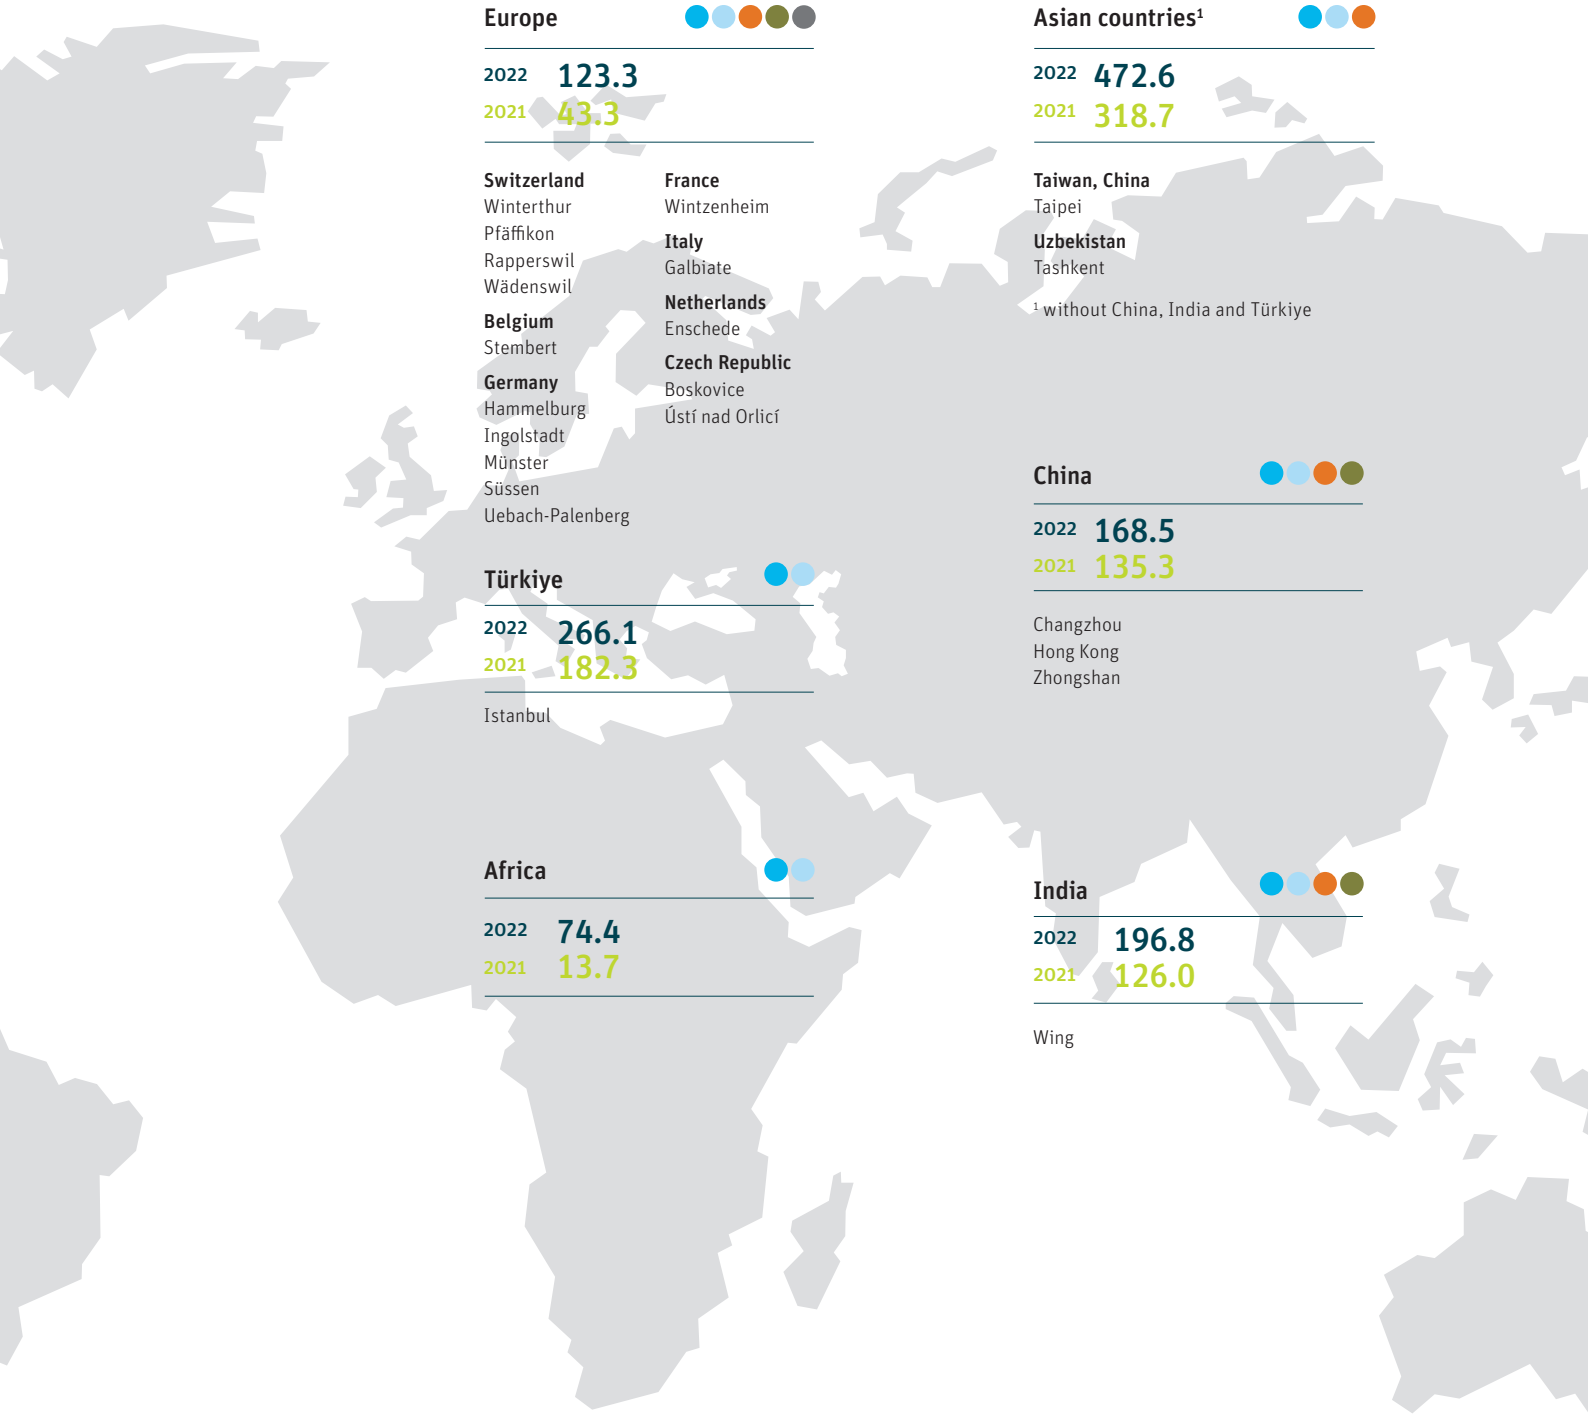 Europe
2022 123.3
2021 43.3
Switzerland
Winterthur
Pfäffikon
Rapperswil
Wädenswil
Belgium
Stembert
Germany
Hammelburg
Ingolstadt
Münster
Süssen
Uebach-Palenberg
France
Wintzenheim
Italy
Galbiate
Netherlands
Enschede
Czech Republic
Boskovice
Ústí nad Orlicí
Türkiye
2022 266.1
2021 182.3
Istanbul
Africa
2022 74.4
2021 13.7
Asian countries¹
2022 472.6
2021 318.7
Taiwan, China
Taipei
Uzbekistan
Tashkent
¹ without China, India and Türkiye
China
2022 168.5
2021 135.3
Changzhou
Hong Kong
Zhongshan
India
2022 196.8
2021 126.0
Wing